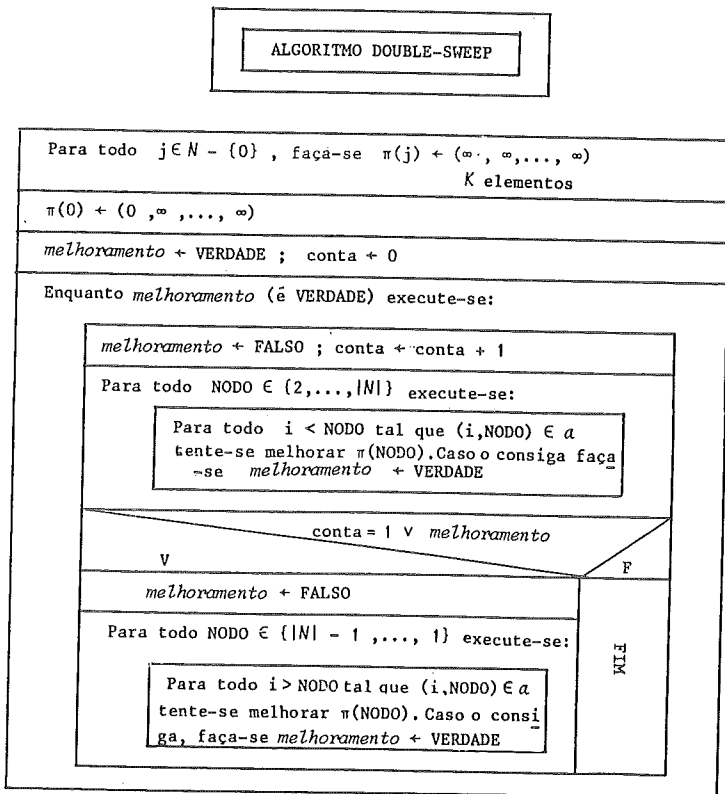 ALGORITMO DOUBLE-SWEEP
Para todo j ∈ N - {0} , faça-se π(j) ← (∞ , ∞,..., ∞)
K elementos
π(0) ← (0 ,∞ ,..., ∞)
melhoramento ← VERDADE ; conta ← 0
Enquanto melhoramento (é VERDADE) execute-se:
melhoramento ← FALSO ; conta ← conta + 1
Para todo NODO ∈ {2,...,|N|} execute-se:
Para todo i < NODO tal que (i,NODO) ∈ a
tente-se melhorar π(NODO).Caso o consiga faça
-se melhoramento ← VERDADE
conta = 1 ∨ melhoramento
V
F
melhoramento ← FALSO
Para todo NODO ∈ {|N| - 1 ,..., 1} execute-se:
Para todo i > NODO tal que (i,NODO) ∈ a
tente-se melhorar π(NODO). Caso o consi
ga, faça-se melhoramento ← VERDADE
FIM